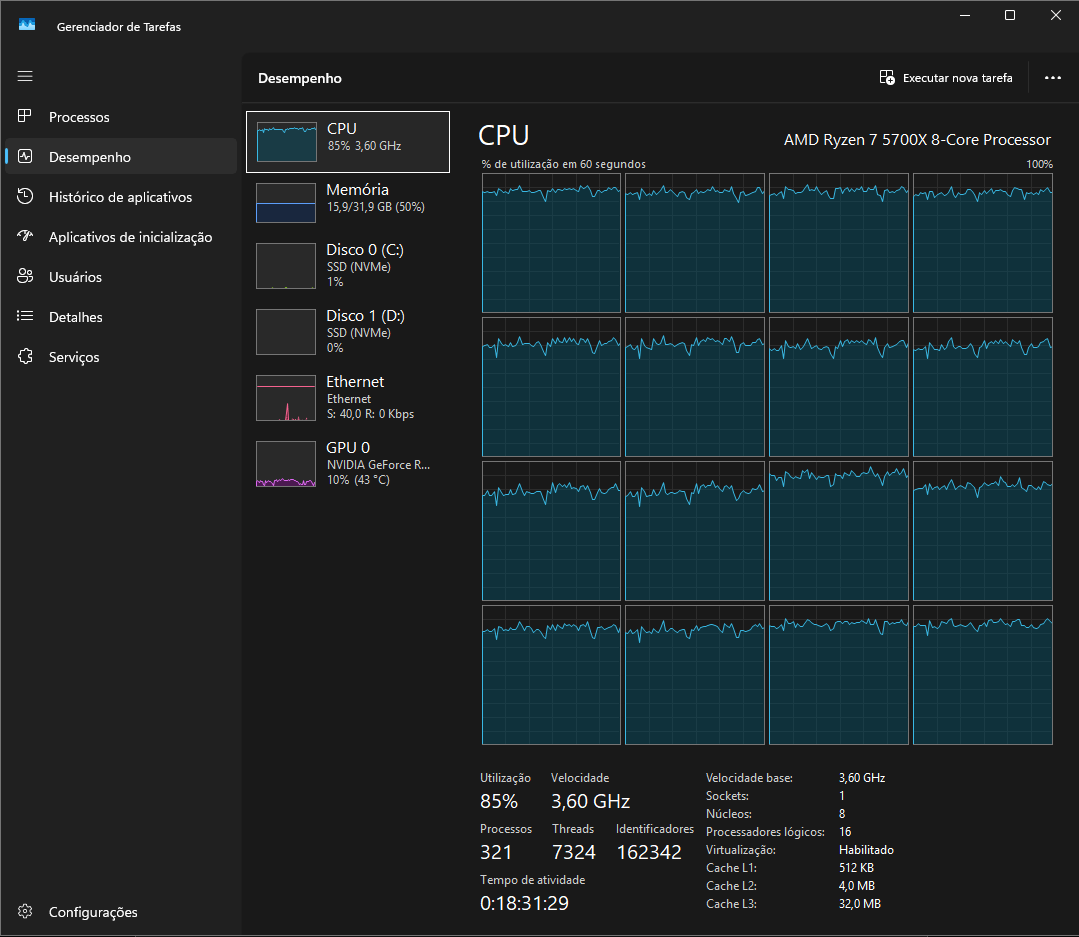 Gerenciador de Tarefas
Desempenho
Executar nova tarefa
Processos
Desempenho
Histórico de aplicativos
Aplicativos de inicialização
Usuários
Detalhes
Serviços
Configurações
CPU
85% 3,60 GHz
Memória
15,9/31,9 GB (50%)
Disco 0 (C:)
SSD (NVMe)
1%
Disco 1 (D:)
SSD (NVMe)
0%
Ethernet
Ethernet
S: 40,0 R: 0 Kbps
GPU 0
NVIDIA GeForce R...
10% (43 °C)
CPU
AMD Ryzen 7 5700X 8-Core Processor
% de utilização em 60 segundos
100%
Utilização
Velocidade
85%
3,60 GHz
Processos
Threads
Identificadores
321
7324
162342
Tempo de atividade
0:18:31:29
Velocidade base: 3,60 GHz
Sockets: 1
Núcleos: 8
Processadores lógicos: 16
Virtualização: Habilitado
Cache L1: 512 KB
Cache L2: 4,0 MB
Cache L3: 32,0 MB